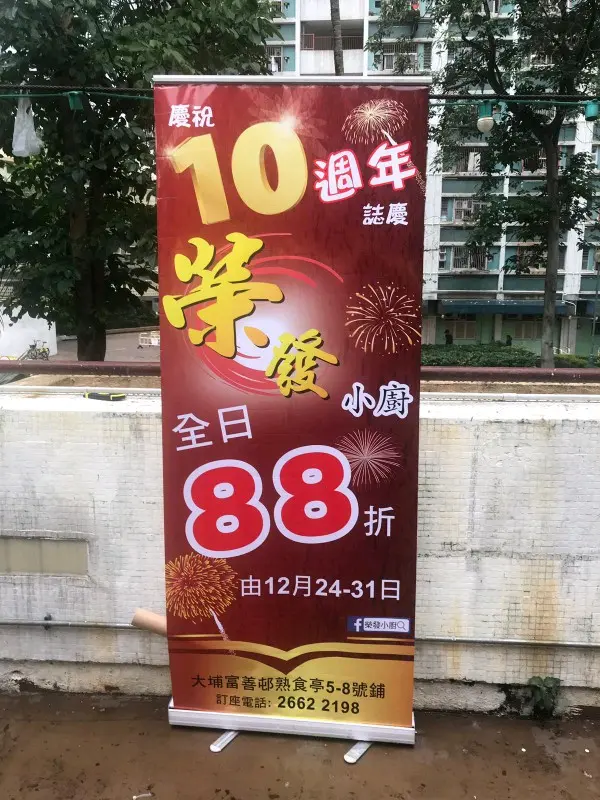 慶祝
10週年
誌慶
榮發
小廚
全日
88折
由12月24-31日
f 榮發小廚
大埔富善邨熟食亭5-8號鋪
訂座電話: 2662 2198